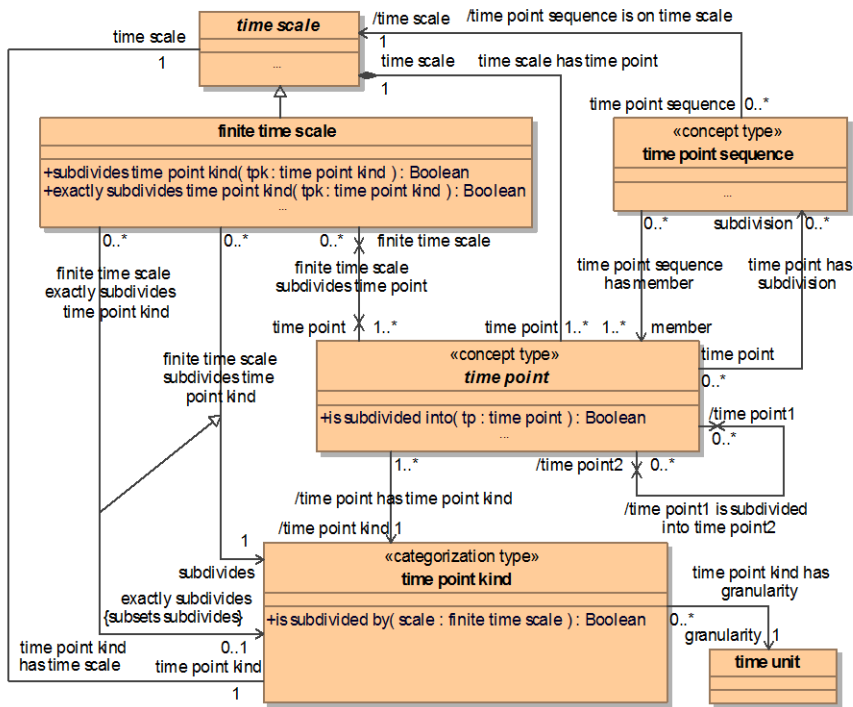 time scale
...
time scale
1
/time scale
1
/time point sequence is on time scale
time scale
1
time scale has time point
finite time scale
+subdivides time point kind( tpk : time point kind ) : Boolean
+exactly subdivides time point kind( tpk : time point kind ) : Boolean
...
time point sequence
0..*
«concept type»
time point sequence
...
0..*
0..*
0..*
finite time scale
0..*
subdivision
0..*
finite time scale
exactly subdivides
time point kind
finite time scale
subdivides time point
time point sequence
has member
time point has
subdivision
time point
1..*
time point
1..*
1..*
member
finite time scale
subdivides time
point kind
«concept type»
time point
+is subdivided into( tp : time point ) : Boolean
...
time point
0..*
/time point1
0..*
1..*
/time point2
0..*
/time point has time point kind
/time point1 is subdivided
into time point2
/time point kind
1
1
subdivides
«categorization type»
time point kind
+is subdivided by( scale : finite time scale ) : Boolean
time point kind has
granularity
exactly subdivides
{subsets subdivides}
0..*
granularity
1
time point kind
has time scale
0..1
time point kind
1
time unit